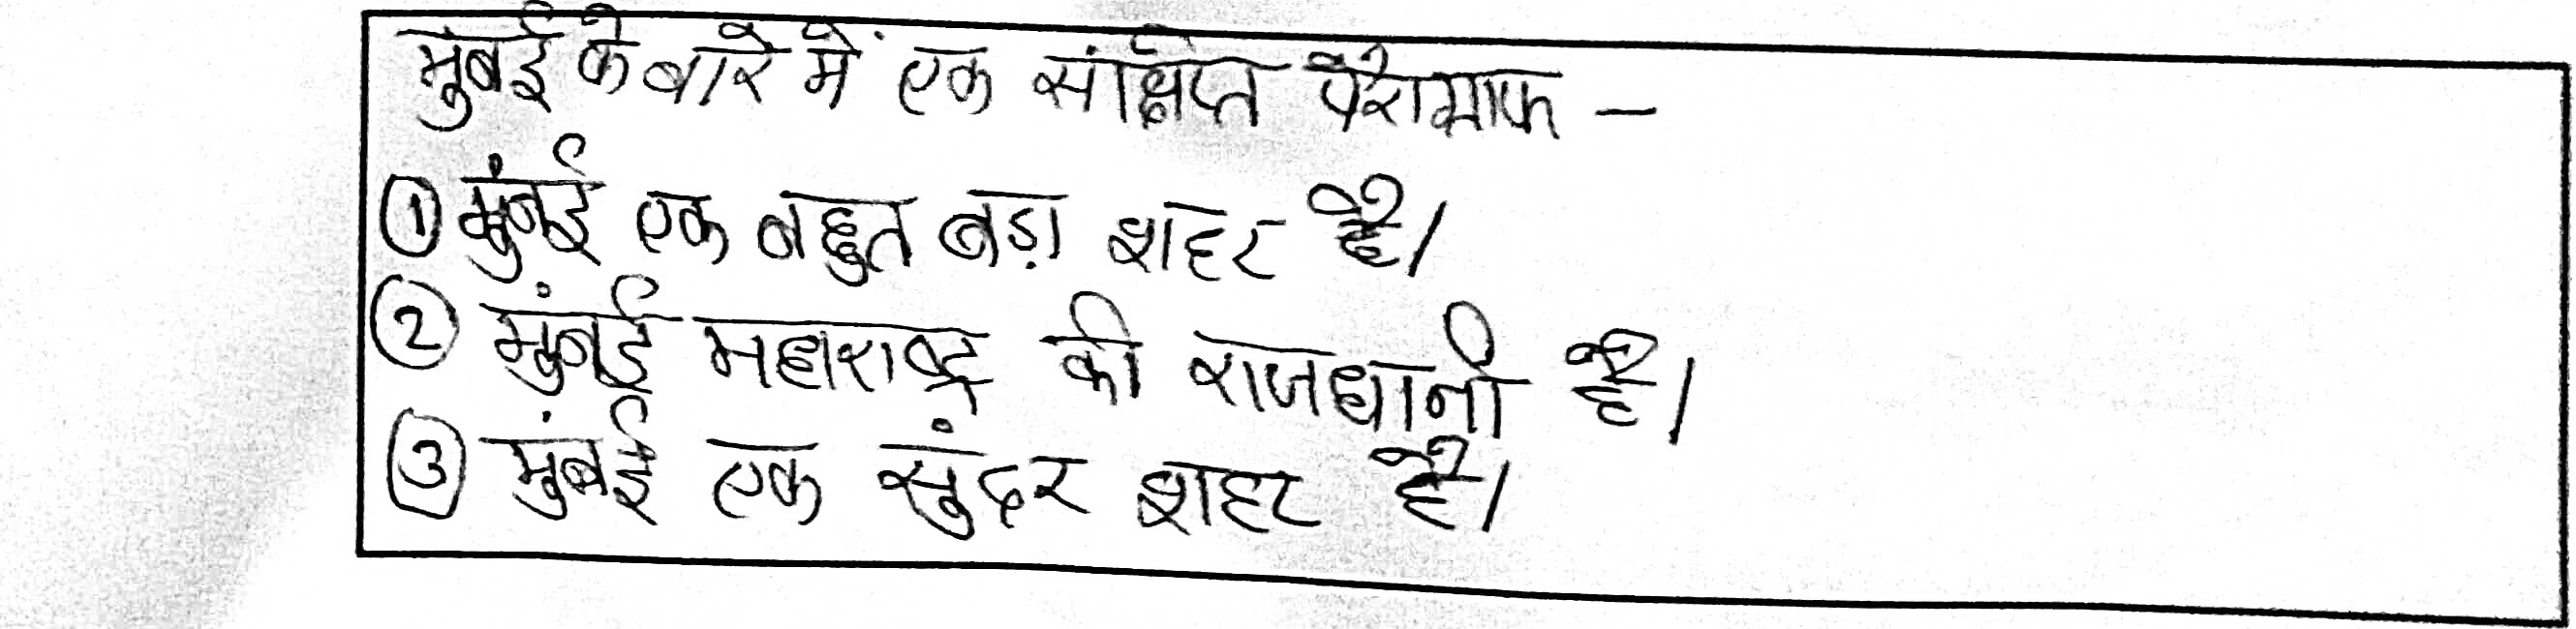 मुंबई के बारे में एक संक्षिप्त पैराग्राफ –
① मुंबई एक बहुत बड़ा शहर है।
② मुंबई महाराष्ट्र की राजधानी है।
③ मुंबई एक सुंदर शहर है।